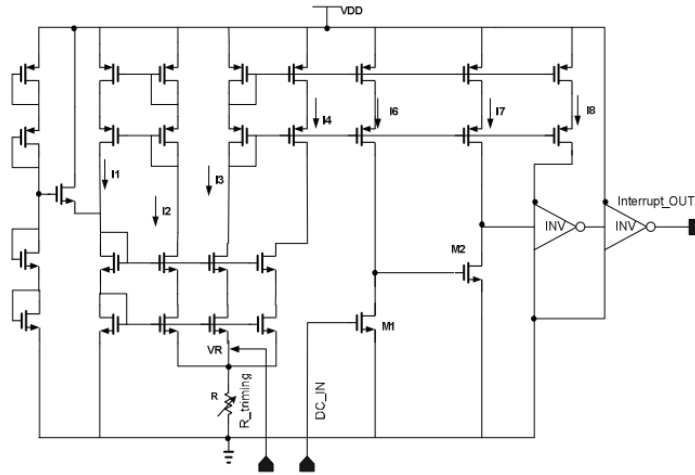 VDD
I4
I6
I7
I8
I1
I3
I2
Interrupt_OUT
INV
INV
M2
M1
VR
R
R_triming
DC_IN